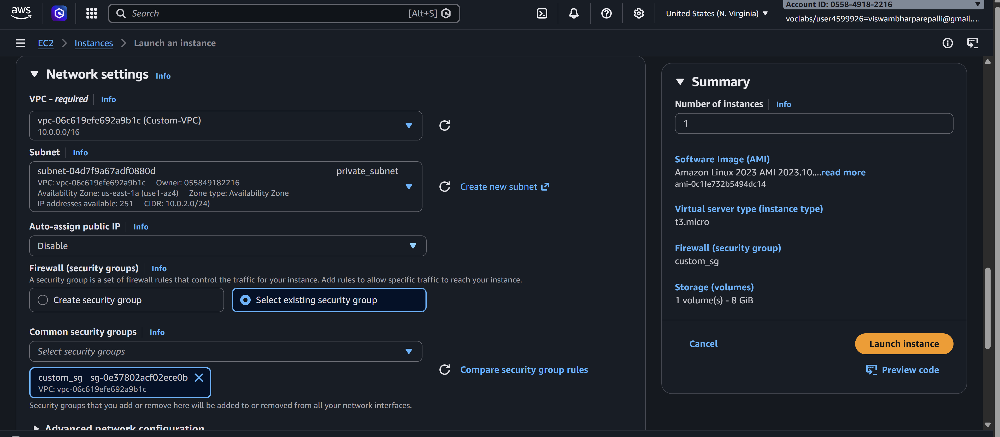 aws
Search [Alt+S]
United States (N. Virginia)
Account ID: 0558-4918-2216
voclabs/user4599926=viswambharparepalli@gmail....
EC2 Instances Launch an instance
Network settings Info
VPC – required Info
vpc-06c619efe692a9b1c (Custom-VPC)
10.0.0.0/16
Subnet Info
subnet-04d7f9a67adf0880d private_subnet
VPC: vpc-06c619efe692a9b1c Owner: 055849182216
Availability Zone: us-east-1a (use1-az4) Zone type: Availability Zone
IP addresses available: 251 CIDR: 10.0.2.0/24)
Create new subnet
Auto-assign public IP Info
Disable
Firewall (security groups) Info
A security group is a set of firewall rules that control the traffic for your instance. Add rules to allow specific traffic to reach your instance.
Create security group
Select existing security group
Common security groups Info
Select security groups
custom_sg sg-0e37802acf02ece0b
VPC: vpc-06c619efe692a9b1c
Compare security group rules
Security groups that you add or remove here will be added to or removed from all your network interfaces.
Advanced network configuration
Summary
Number of instances Info
1
Software Image (AMI)
Amazon Linux 2023 AMI 2023.10....read more
ami-0c1fe732b5494dc14
Virtual server type (instance type)
t3.micro
Firewall (security group)
custom_sg
Storage (volumes)
1 volume(s) - 8 GiB
Cancel
Launch instance
Preview code